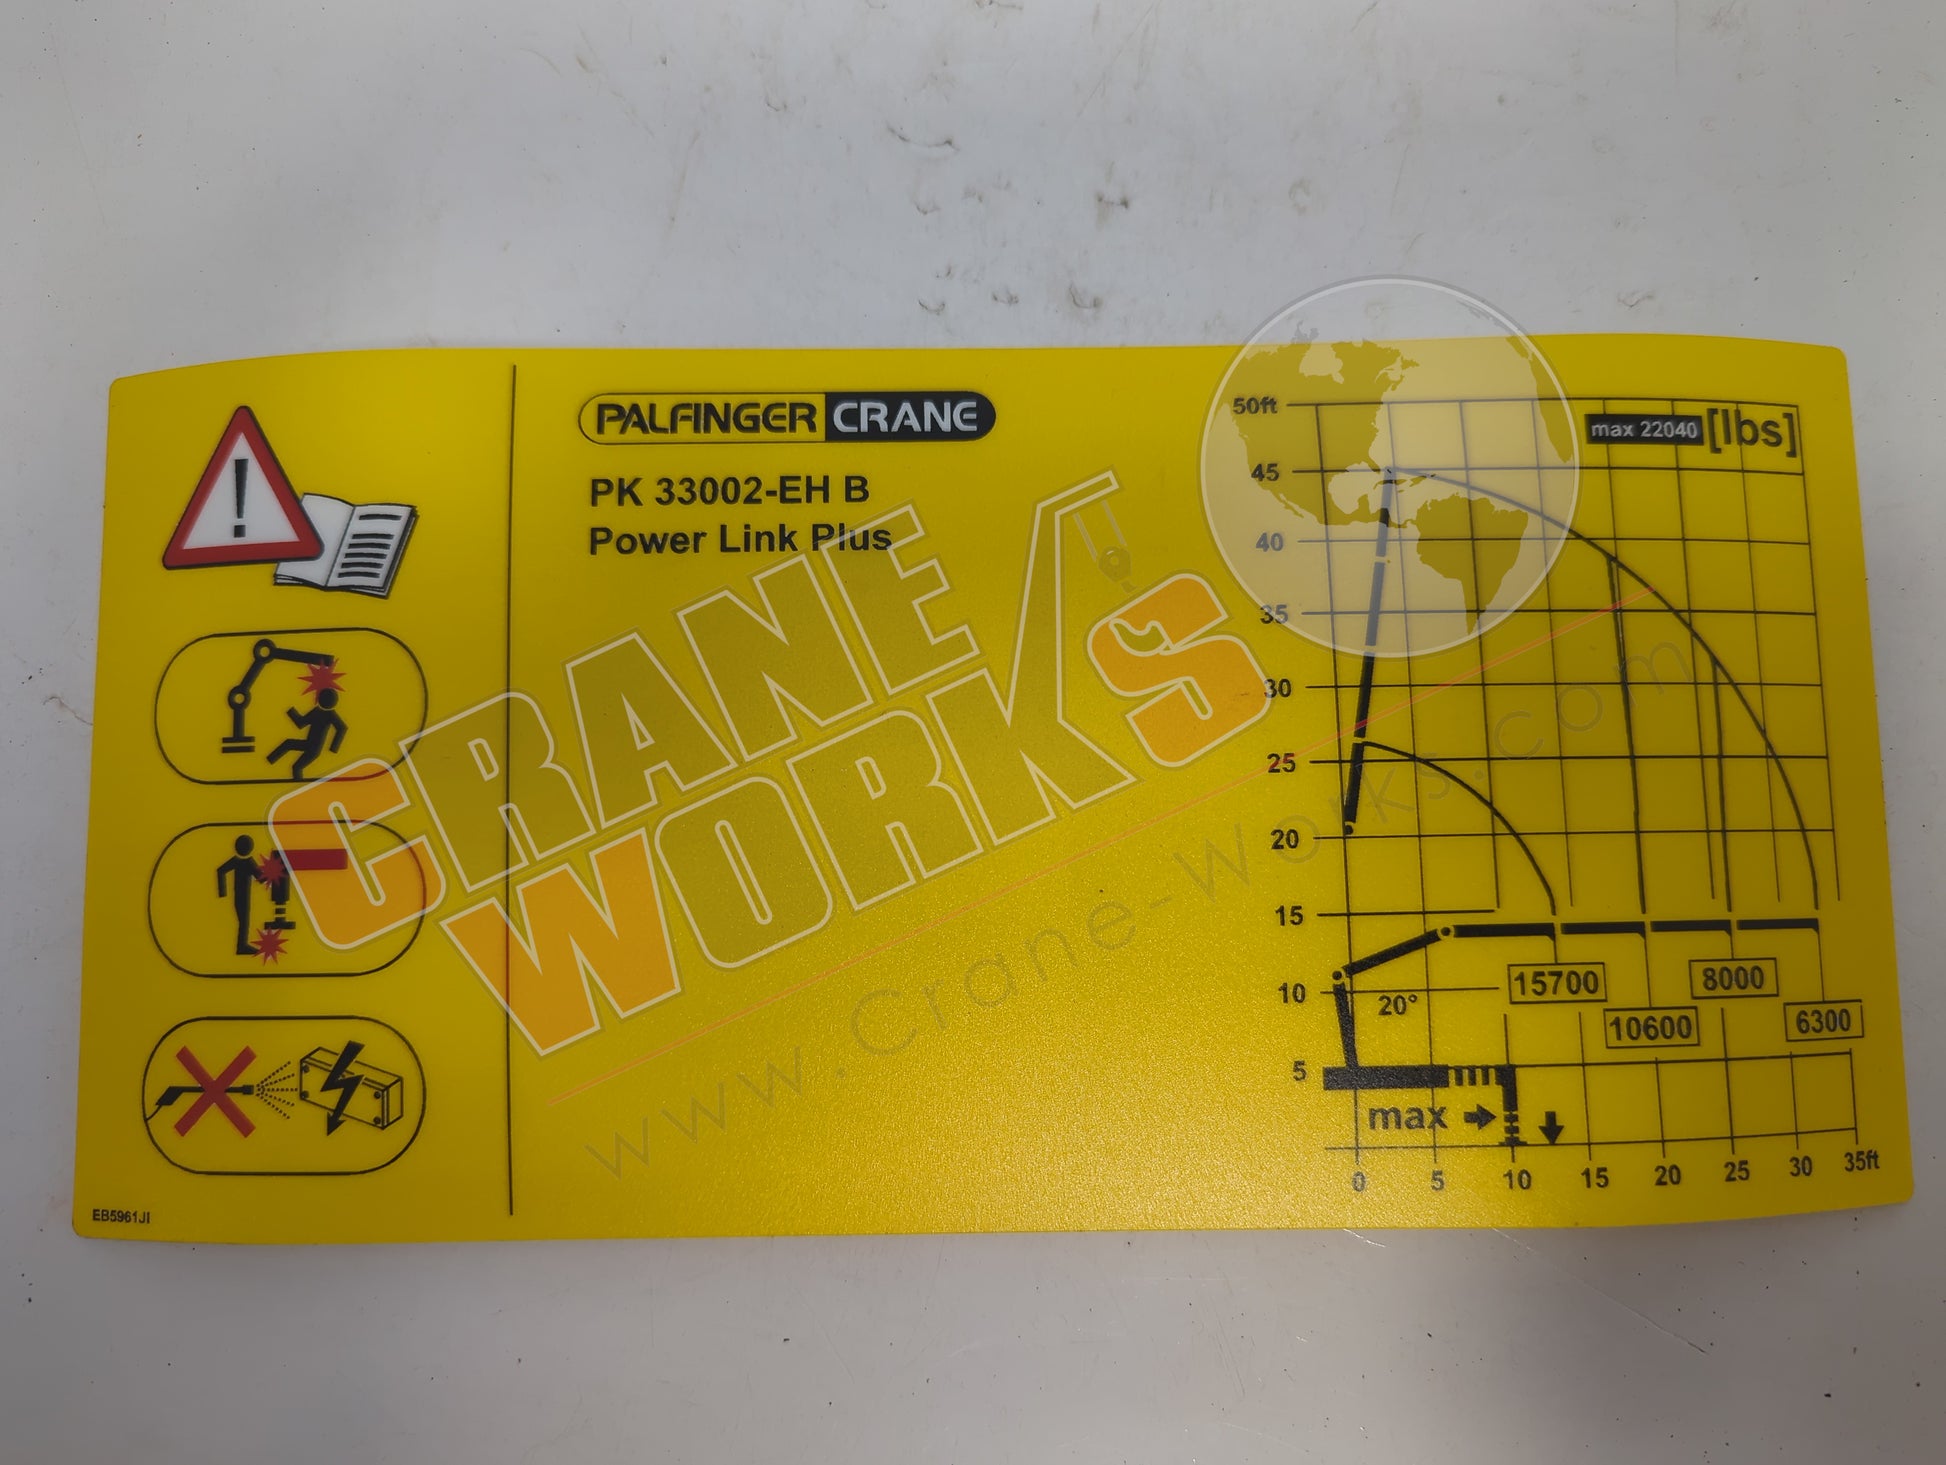 PALFINGER CRANE
PK 33002-EH B
Power Link Plus
CRANE
WORKS
www.Crane-works.com
max 22040 [lbs]
50ft
45
40
35
30
25
20
15
10
5
20°
15700
8000
10600
6300
max
0 5 10 15 20 25 30 35ft
EB5961JI